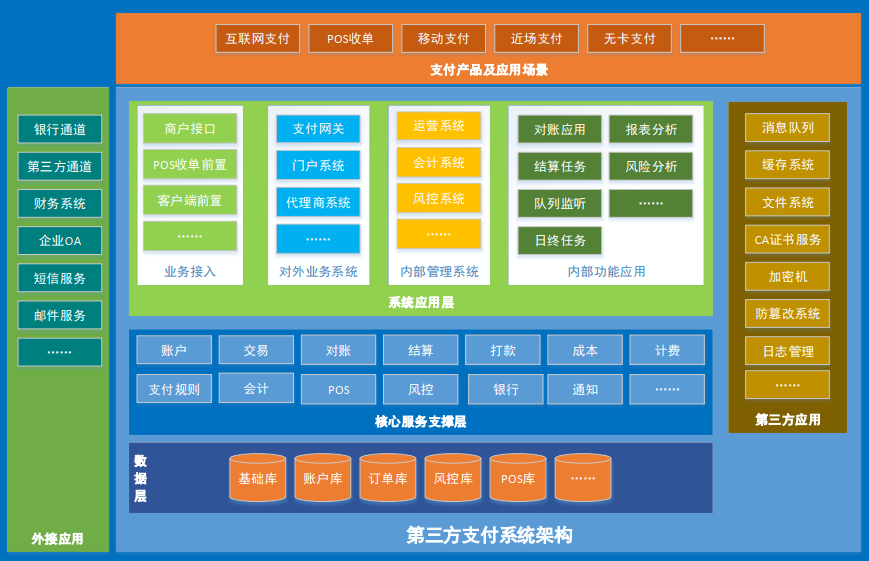 互联网支付
POS收单
移动支付
近场支付
无卡支付
……
支付产品及应用场景
银行通道
第三方通道
财务系统
企业OA
短信服务
邮件服务
……
外接应用
商户接口
POS收单前置
客户端前置
……
业务接入
支付网关
门户系统
代理商系统
……
对外业务系统
运营系统
会计系统
风控系统
……
内部管理系统
对账应用
报表分析
结算任务
风险分析
队列监听
……
日终任务
内部功能应用
系统应用层
账户
交易
对账
结算
打款
成本
计费
支付规则
会计
POS
风控
银行
通知
……
核心服务支撑层
数
据
层
基础库
账户库
订单库
风控库
POS库
……
消息队列
缓存系统
文件系统
CA证书服务
加密机
防篡改系统
日志管理
……
第三方应用
第三方支付系统架构